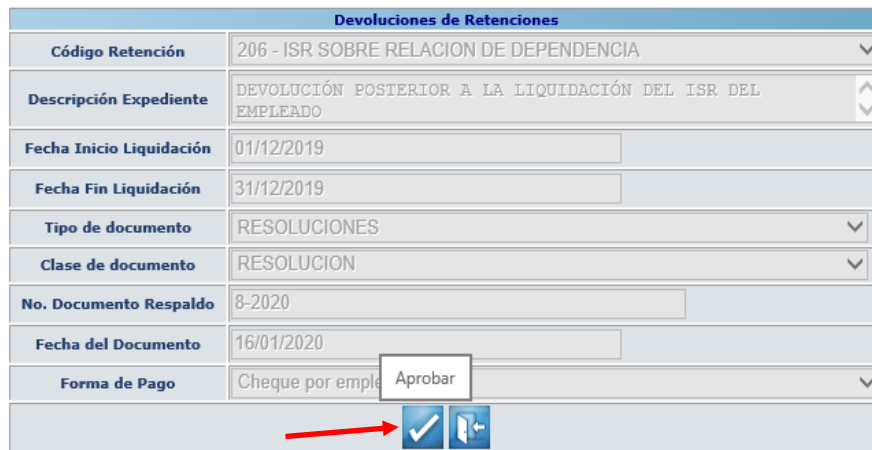 Devoluciones de Retenciones
Código Retención 206 - ISR SOBRE RELACION DE DEPENDENCIA
Descripción Expediente DEVOLUCIÓN POSTERIOR A LA LIQUIDACIÓN DEL ISR DEL
EMPLEADO
Fecha Inicio Liquidación 01/12/2019
Fecha Fin Liquidación 31/12/2019
Tipo de documento RESOLUCIONES
Clase de documento RESOLUCION
No. Documento Respaldo 8-2020
Fecha del Documento 16/01/2020
Forma de Pago Cheque por
Aprobar